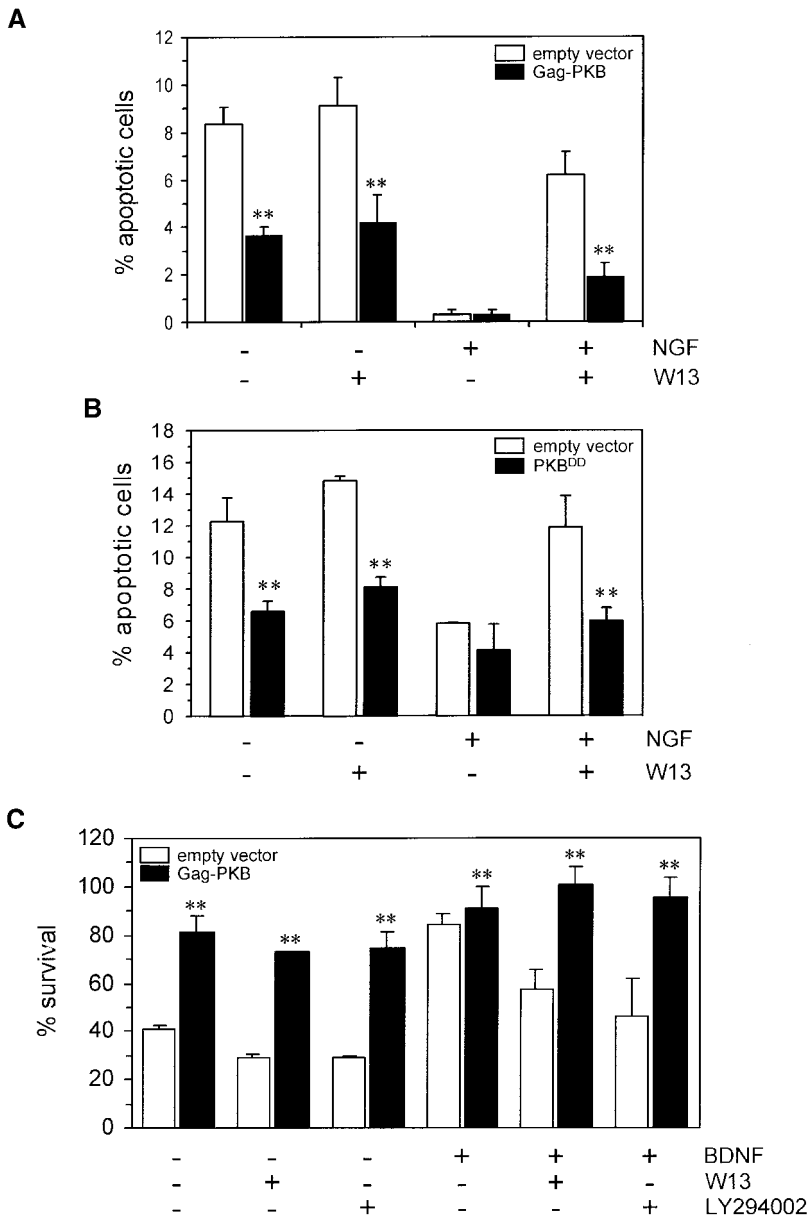 A
12
10
8
6
4
2
0
% apoptotic cells
empty vector
Gag-PKB
**
**
**
- - + + NGF
- + - + W13
B
18
16
14
12
10
8
6
4
2
0
% apoptotic cells
empty vector
PKBDD
**
**
**
- - + + NGF
- + - + W13
C
120
100
80
60
40
20
0
% survival
empty vector
Gag-PKB
**
**
**
**
**
**
- - - + + + BDNF
- + - - + - W13
- - + - - + LY294002